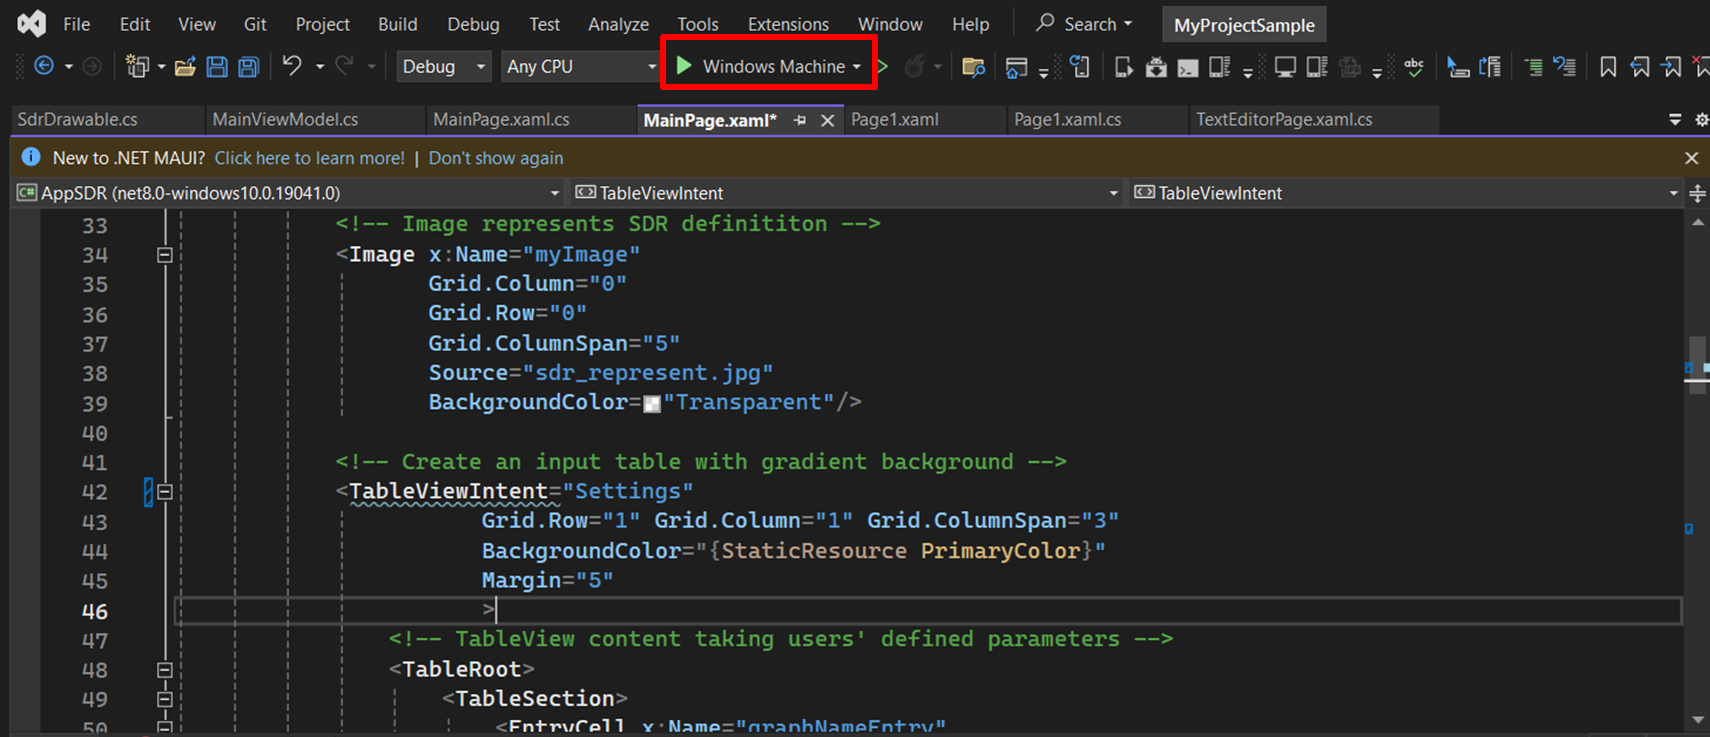 File Edit View Git Project Build Debug Test Analyze Tools Extensions Window Help Search MyProjectSample
Debug Any CPU Windows Machine abc
SdrDrawable.cs MainViewModel.cs MainPage.xaml.cs MainPage.xaml* Page1.xaml Page1.xaml.cs TextEditorPage.xaml.cs
New to .NET MAUI? Click here to learn more! | Don't show again
C# AppSDR (net8.0-windows10.0.19041.0) TableViewIntent TableViewIntent
33 <!-- Image represents SDR definititon -->
34 <Image x:Name="myImage"
35 Grid.Column="0"
36 Grid.Row="0"
37 Grid.ColumnSpan="5"
38 Source="sdr_represent.jpg"
39 BackgroundColor="Transparent"/>
40
41 <!-- Create an input table with gradient background -->
42 <TableViewIntent="Settings"
43 Grid.Row="1" Grid.Column="1" Grid.ColumnSpan="3"
44 BackgroundColor="{StaticResource PrimaryColor}"
45 Margin="5"
46 >
47 <!-- TableView content taking users' defined parameters -->
48 <TableRoot>
49 <TableSection>
50 <EntryCell x:Name="graphNameEntry"